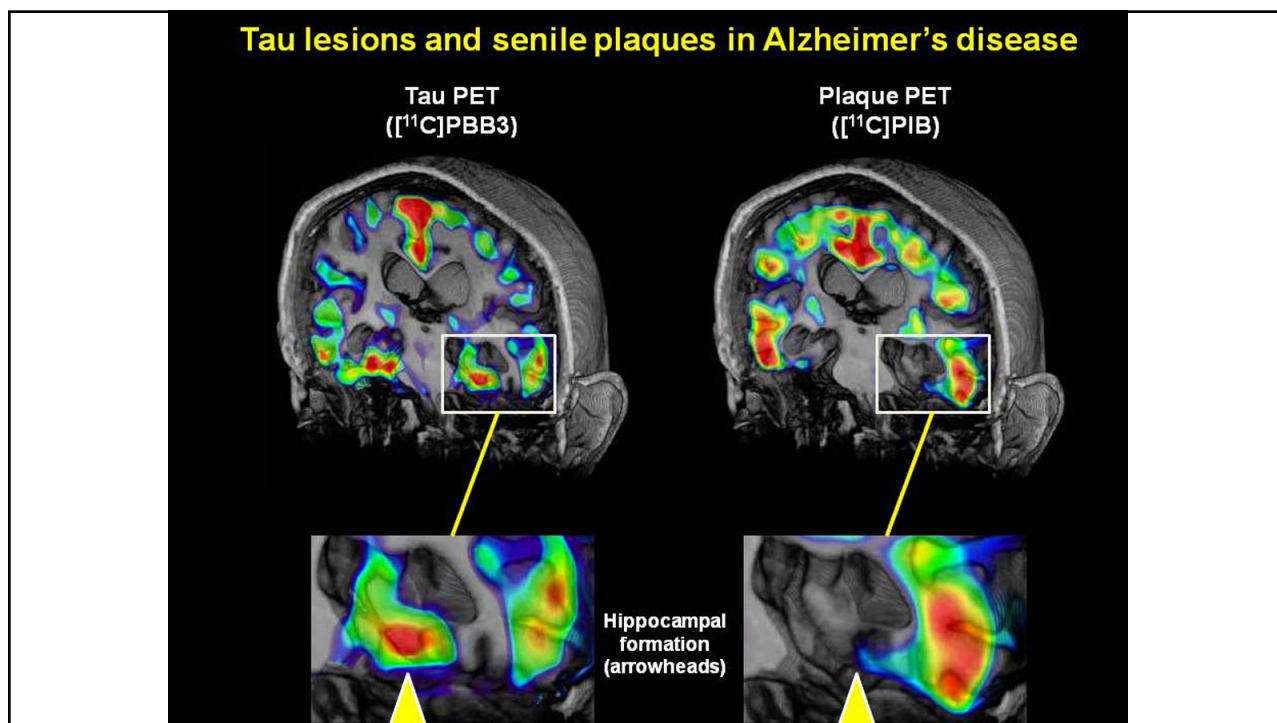 Tau lesions and senile plaques in Alzheimer’s disease
Tau PET
([¹¹C]PBB3)
Plaque PET
([¹¹C]PIB)
Hippocampal
formation
(arrowheads)